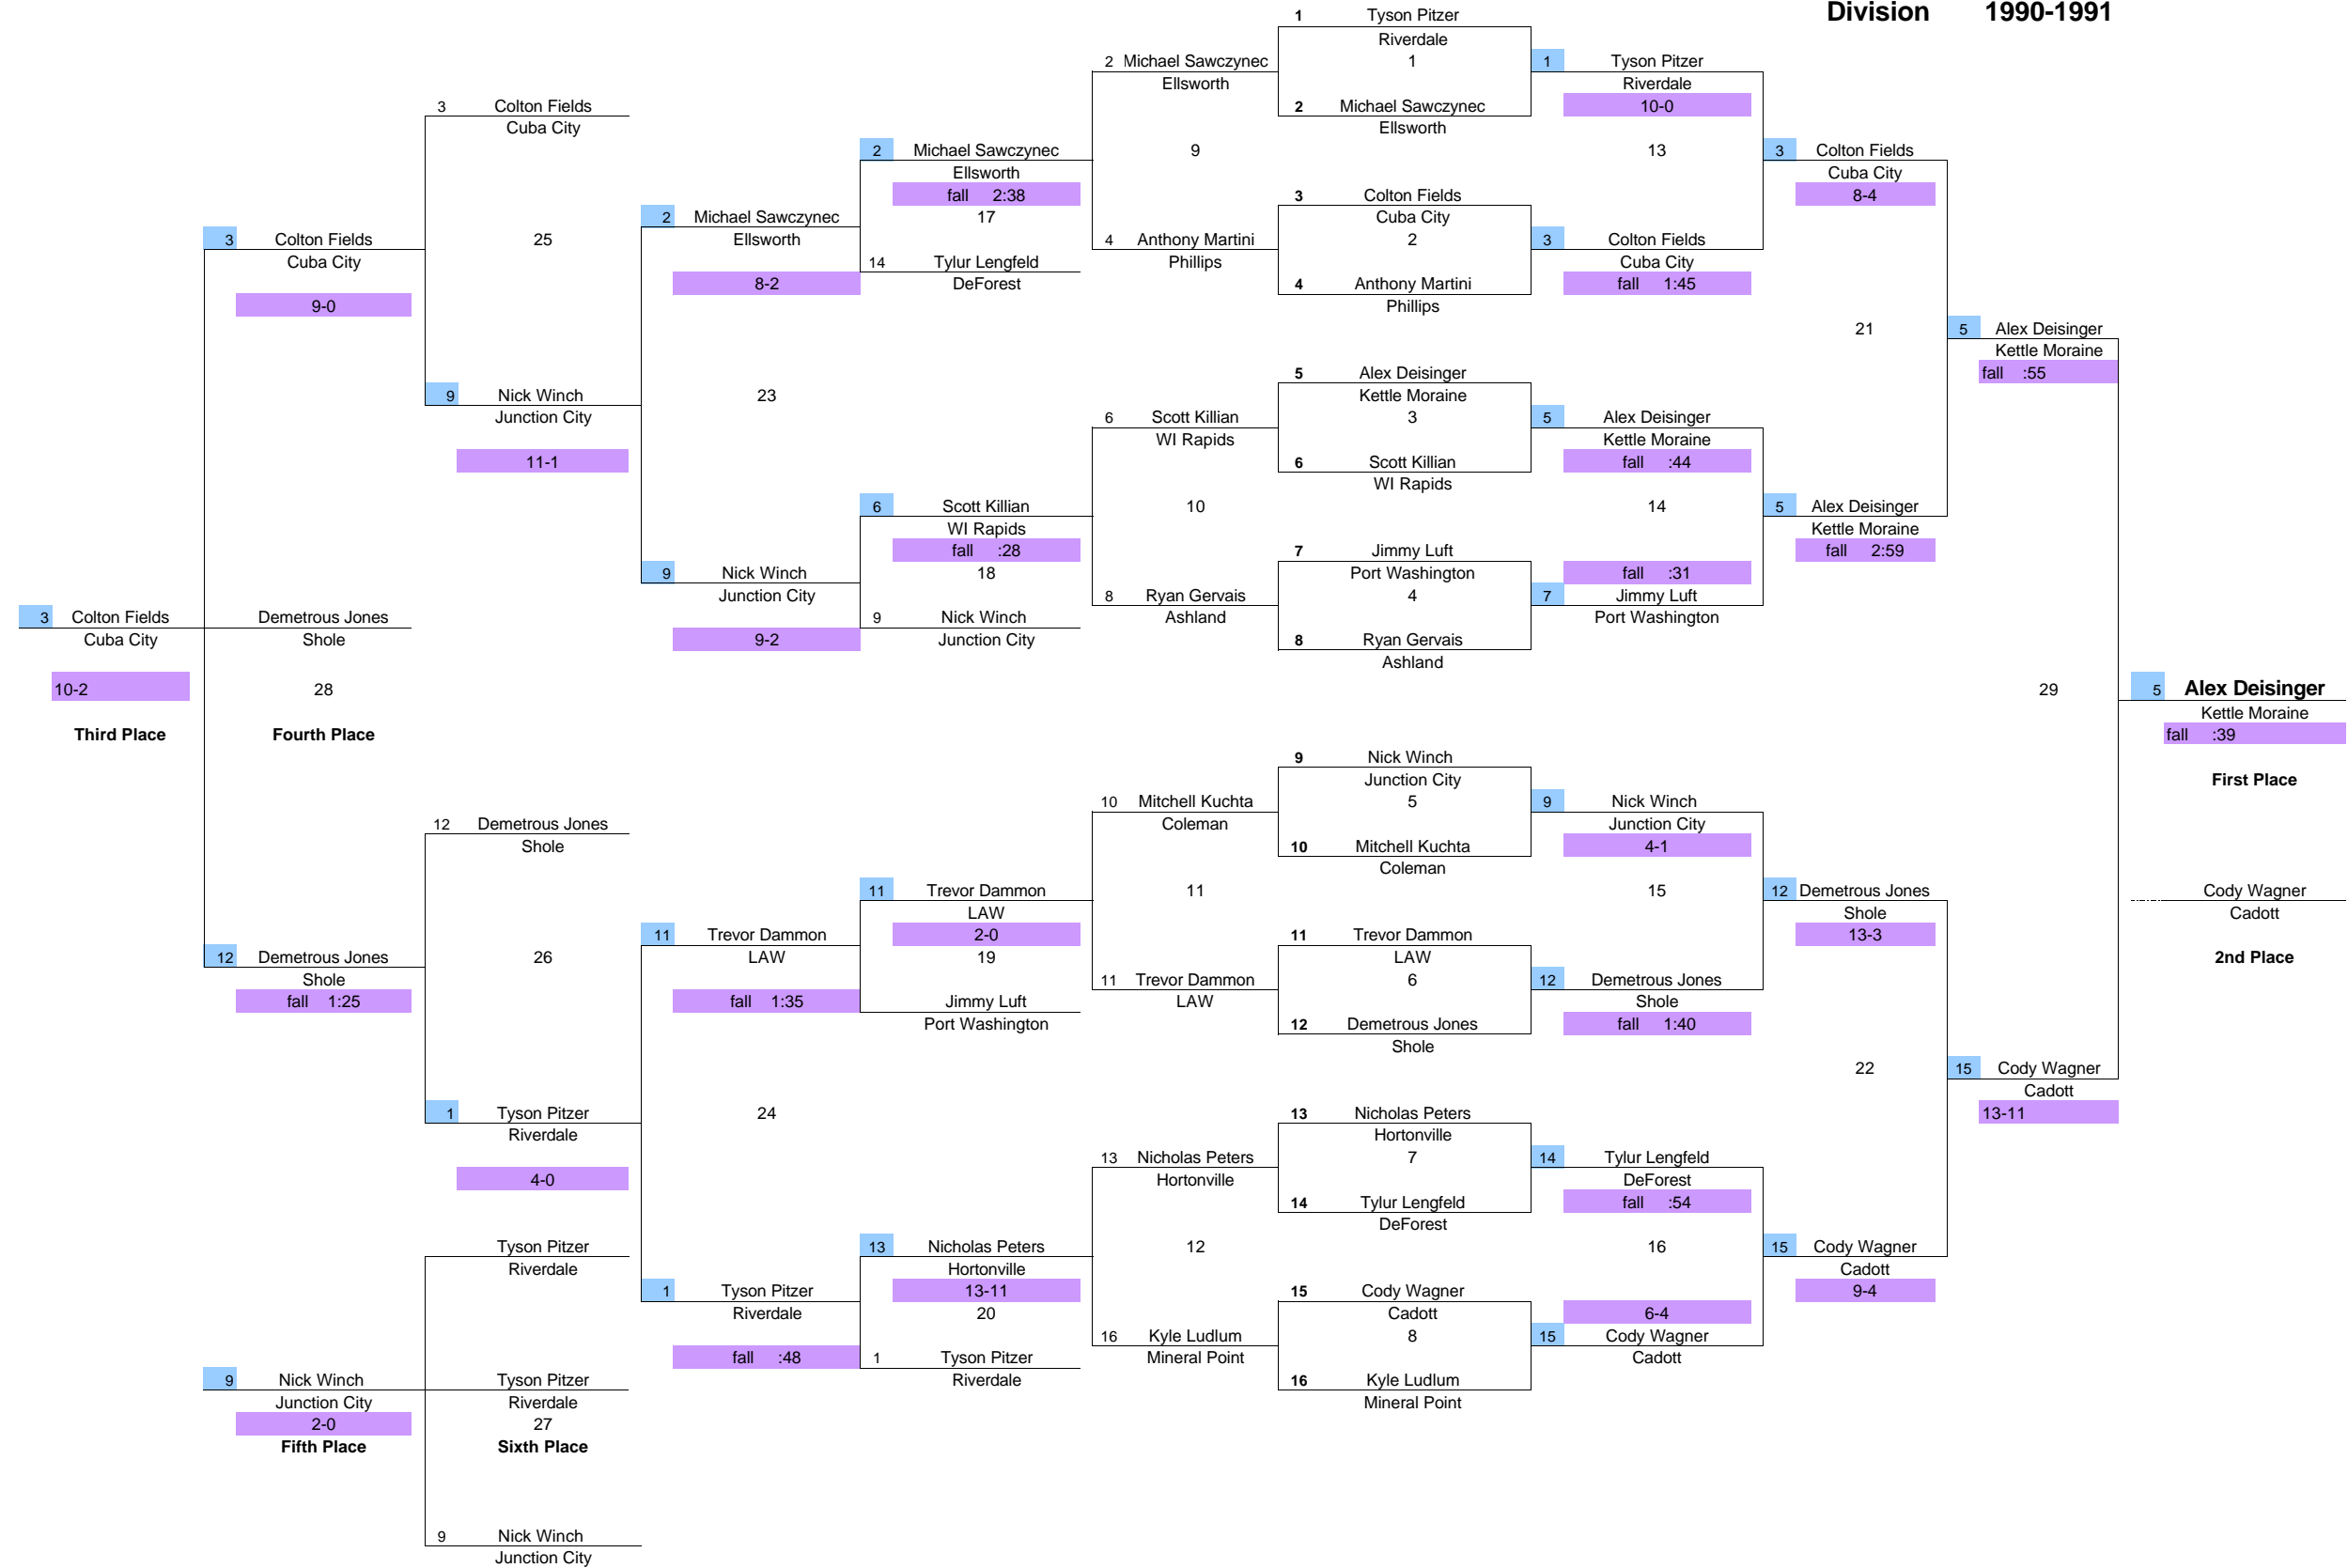 Division 1990-1991
1 Tyson Pitzer
Riverdale
1
2 Michael Sawczynec
Ellsworth
3 Colton Fields
Cuba City
2
4 Anthony Martini
Phillips
5 Alex Deisinger
Kettle Moraine
3
6 Scott Killian
WI Rapids
7 Jimmy Luft
Port Washington
4
8 Ryan Gervais
Ashland
9 Nick Winch
Junction City
5
10 Mitchell Kuchta
Coleman
11 Trevor Dammon
LAW
6
12 Demetrous Jones
Shole
13 Nicholas Peters
Hortonville
7
14 Tylur Lengfeld
DeForest
15 Cody Wagner
Cadott
8
16 Kyle Ludlum
Mineral Point
1 Tyson Pitzer
Riverdale
10-0
13
3 Colton Fields
Cuba City
fall 1:45
5 Alex Deisinger
Kettle Moraine
fall :44
14
fall :31
7 Jimmy Luft
Port Washington
9 Nick Winch
Junction City
4-1
15
12 Demetrous Jones
Shole
fall 1:40
14 Tylur Lengfeld
DeForest
fall :54
16
6-4
15 Cody Wagner
Cadott
3 Colton Fields
Cuba City
8-4
21
5 Alex Deisinger
Kettle Moraine
fall 2:59
12 Demetrous Jones
Shole
13-3
22
15 Cody Wagner
Cadott
9-4
5 Alex Deisinger
Kettle Moraine
fall :55
29
15 Cody Wagner
Cadott
13-11
5 Alex Deisinger
Kettle Moraine
fall :39
First Place
Cody Wagner
Cadott
2nd Place
2 Michael Sawczynec
Ellsworth
9
4 Anthony Martini
Phillips
6 Scott Killian
WI Rapids
10
8 Ryan Gervais
Ashland
10 Mitchell Kuchta
Coleman
11
11 Trevor Dammon
LAW
13 Nicholas Peters
Hortonville
12
16 Kyle Ludlum
Mineral Point
2 Michael Sawczynec
Ellsworth
fall 2:38
17
14 Tylur Lengfeld
DeForest
6 Scott Killian
WI Rapids
fall :28
18
9 Nick Winch
Junction City
11 Trevor Dammon
LAW
2-0
19
Jimmy Luft
Port Washington
13 Nicholas Peters
Hortonville
13-11
20
1 Tyson Pitzer
Riverdale
2 Michael Sawczynec
Ellsworth
8-2
23
9 Nick Winch
Junction City
9-2
11 Trevor Dammon
LAW
fall 1:35
24
1 Tyson Pitzer
Riverdale
fall :48
3 Colton Fields
Cuba City
25
9 Nick Winch
Junction City
11-1
12 Demetrous Jones
Shole
26
1 Tyson Pitzer
Riverdale
4-0
Tyson Pitzer
Riverdale
Tyson Pitzer
Riverdale
27
Sixth Place
9 Nick Winch
Junction City
3 Colton Fields
Cuba City
9-0
Demetrous Jones
Shole
28
Fourth Place
12 Demetrous Jones
Shole
fall 1:25
9 Nick Winch
Junction City
2-0
Fifth Place
3 Colton Fields
Cuba City
10-2
Third Place